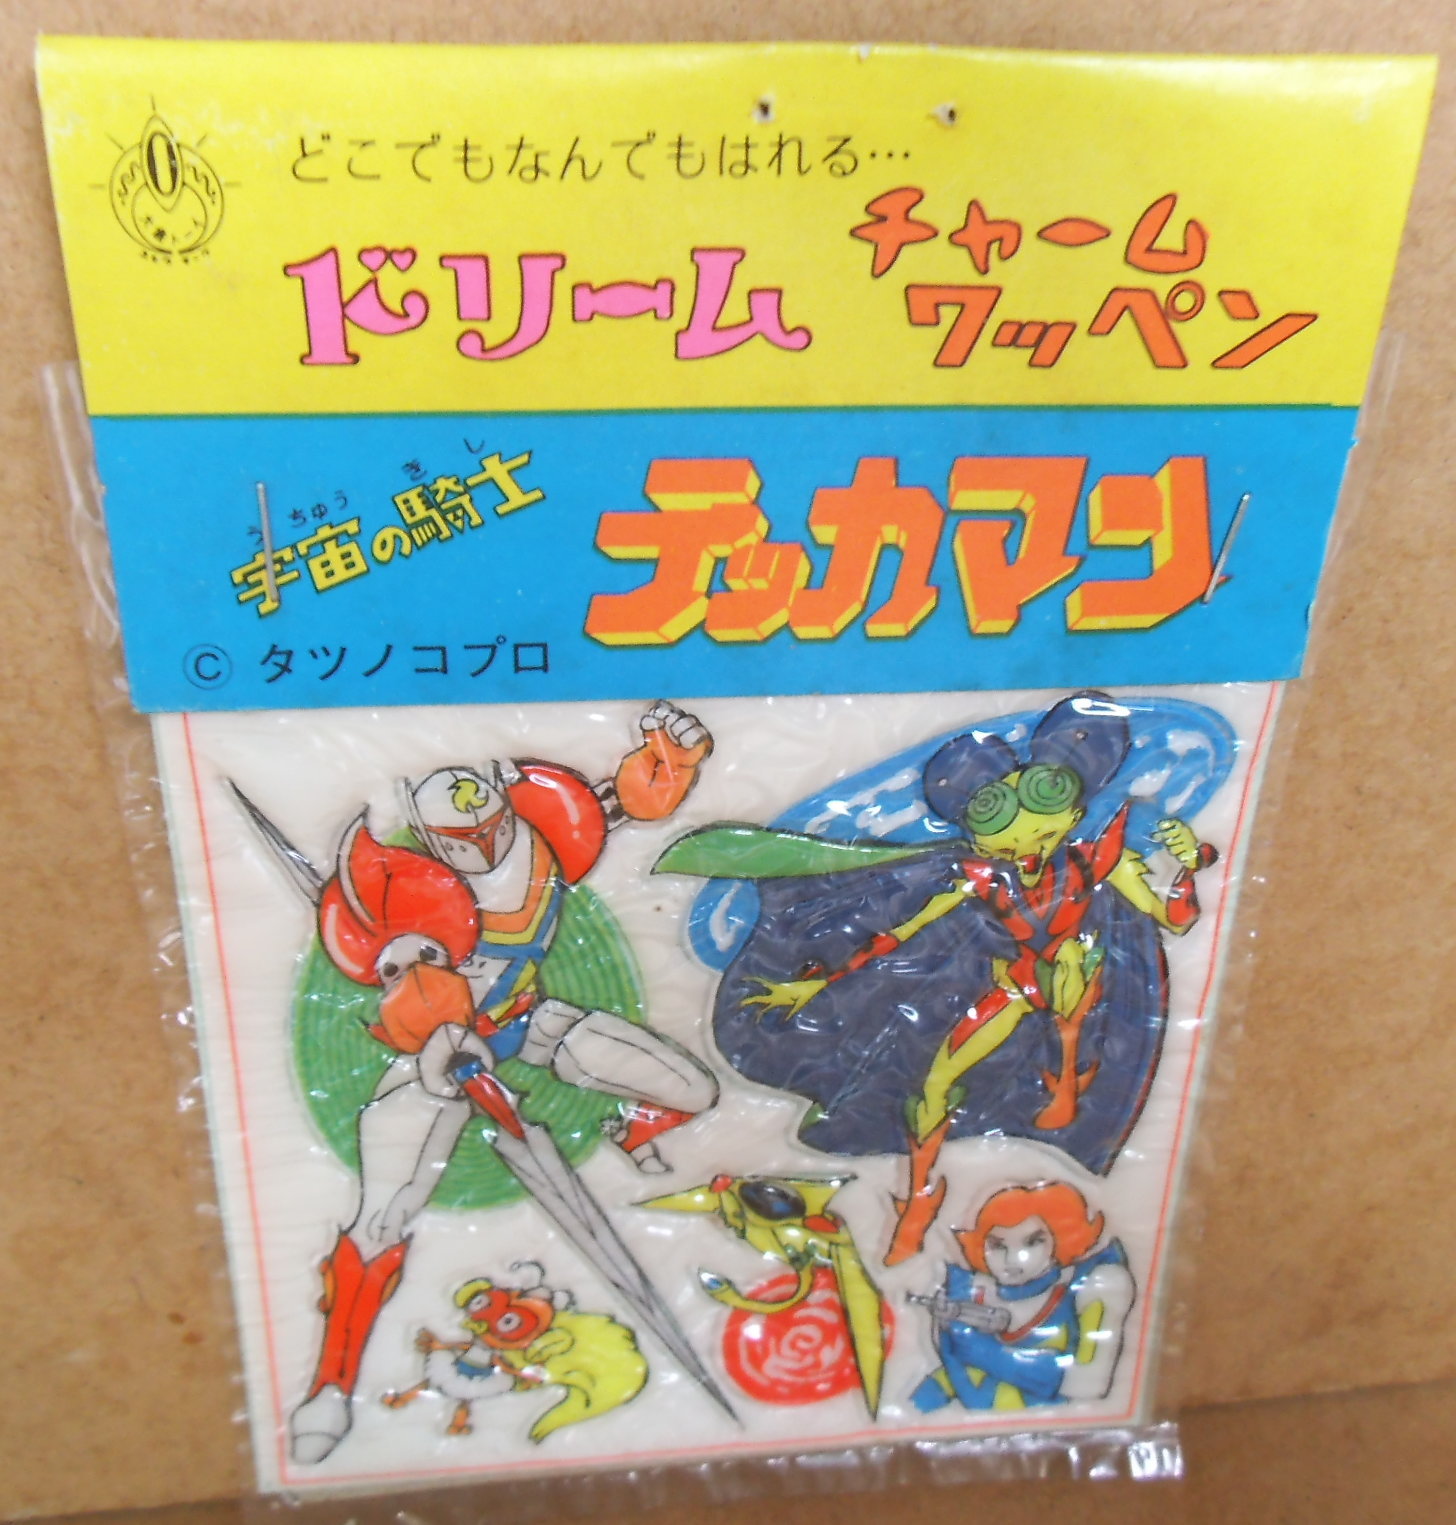 どこでもなんでもはれる…
ドリーム
チャーム
ワッペン
うちゅう の き し
宇宙の騎士
テッカマン
© タツノコプロ